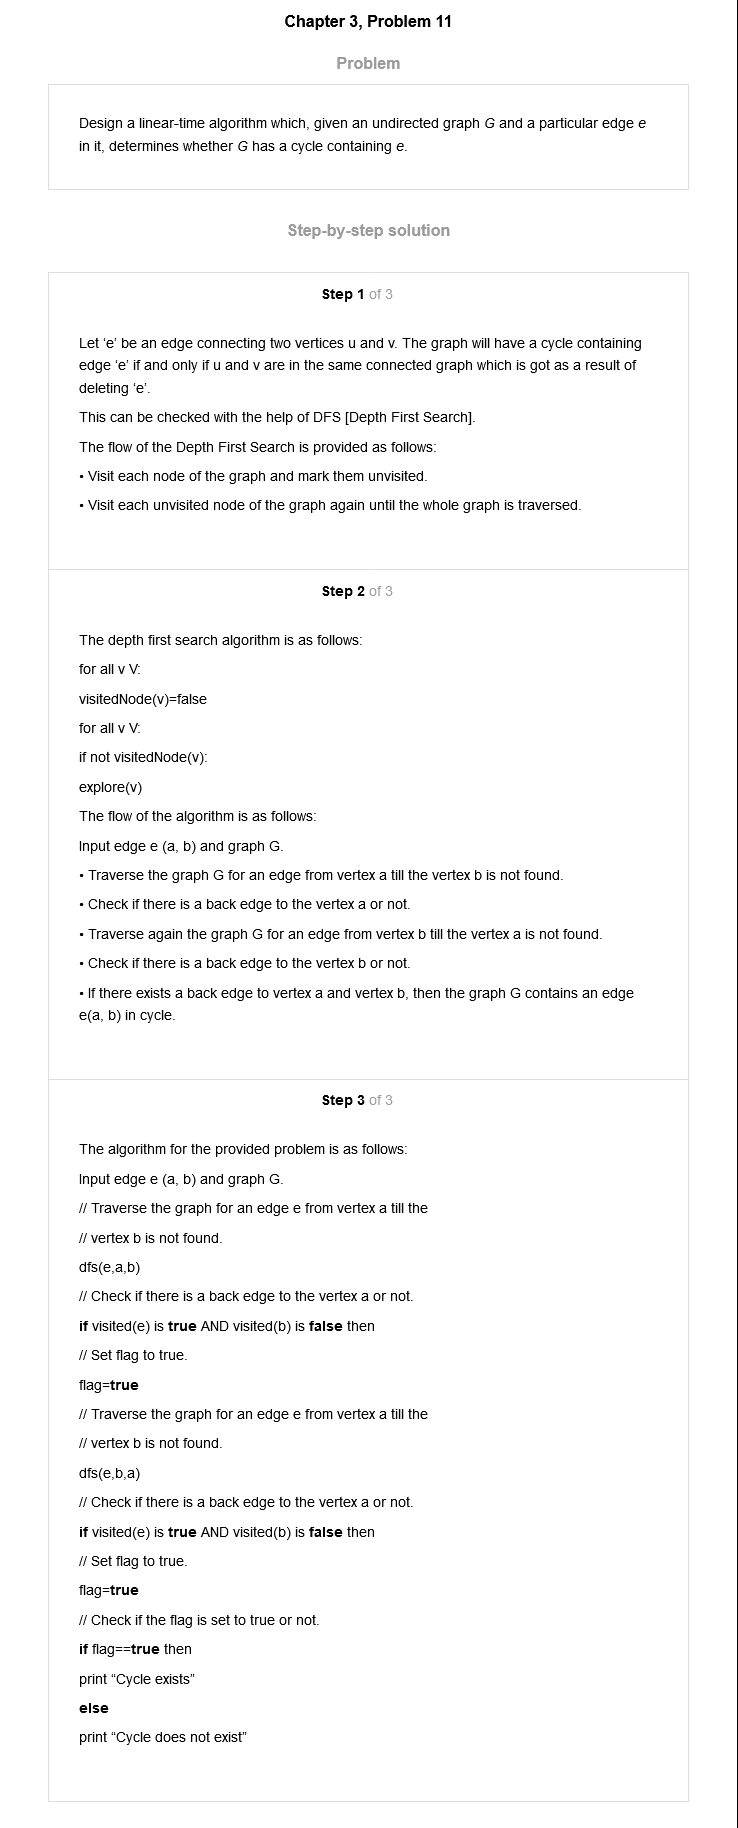 Chapter 3, Problem 11
Problem
Design a linear-time algorithm which, given an undirected graph G and a particular edge e
in it, determines whether G has a cycle containing e.
Step-by-step solution
Step 1 of 3
Let ‘e’ be an edge connecting two vertices u and v. The graph will have a cycle containing
edge ‘e’ if and only if u and v are in the same connected graph which is got as a result of
deleting ‘e’.
This can be checked with the help of DFS [Depth First Search].
The flow of the Depth First Search is provided as follows:
• Visit each node of the graph and mark them unvisited.
• Visit each unvisited node of the graph again until the whole graph is traversed.
Step 2 of 3
The depth first search algorithm is as follows:
for all v V:
visitedNode(v)=false
for all v V:
if not visitedNode(v):
explore(v)
The flow of the algorithm is as follows:
Input edge e (a, b) and graph G.
• Traverse the graph G for an edge from vertex a till the vertex b is not found.
• Check if there is a back edge to the vertex a or not.
• Traverse again the graph G for an edge from vertex b till the vertex a is not found.
• Check if there is a back edge to the vertex b or not.
• If there exists a back edge to vertex a and vertex b, then the graph G contains an edge
e(a, b) in cycle.
Step 3 of 3
The algorithm for the provided problem is as follows:
Input edge e (a, b) and graph G.
// Traverse the graph for an edge e from vertex a till the
// vertex b is not found.
dfs(e,a,b)
// Check if there is a back edge to the vertex a or not.
if visited(e) is true AND visited(b) is false then
// Set flag to true.
flag=true
// Traverse the graph for an edge e from vertex a till the
// vertex b is not found.
dfs(e,b,a)
// Check if there is a back edge to the vertex a or not.
if visited(e) is true AND visited(b) is false then
// Set flag to true.
flag=true
// Check if the flag is set to true or not.
if flag==true then
print “Cycle exists”
else
print “Cycle does not exist”